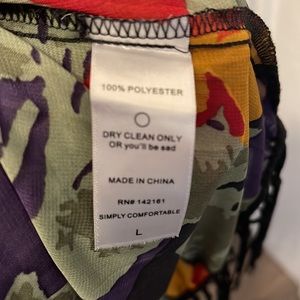 100% POLYESTER
DRY CLEAN ONLY
OR you'll be sad
MADE IN CHINA
RN# 142161
SIMPLY COMFORTABLE
L